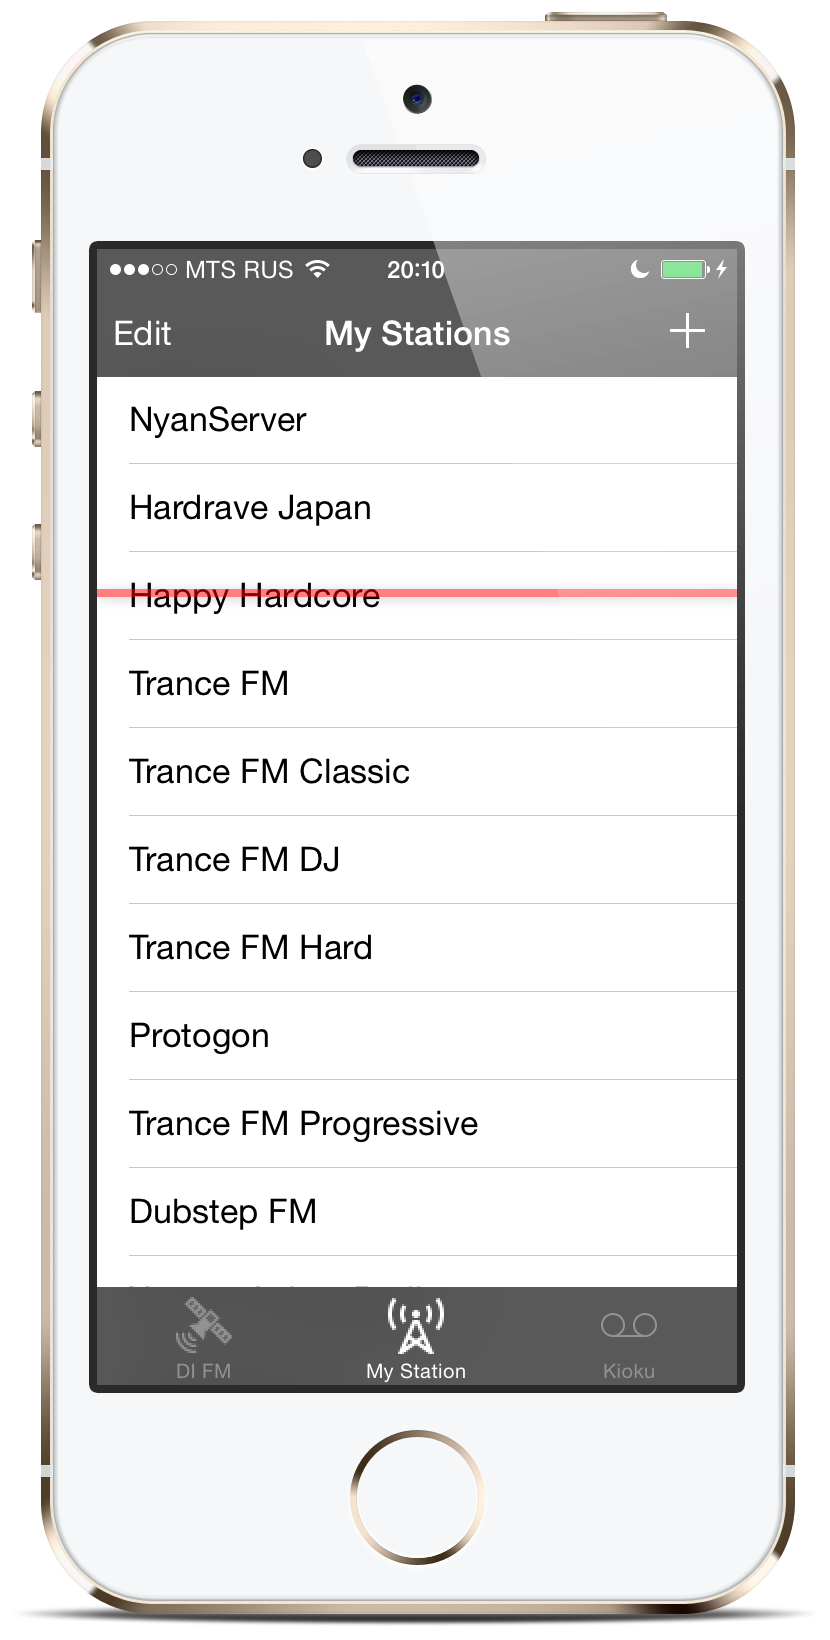 MTS RUS 20:10
Edit My Stations
NyanServer
Hardrave Japan
Happy Hardcore
Trance FM
Trance FM Classic
Trance FM DJ
Trance FM Hard
Protogon
Trance FM Progressive
Dubstep FM
DI FM My Station Kioku